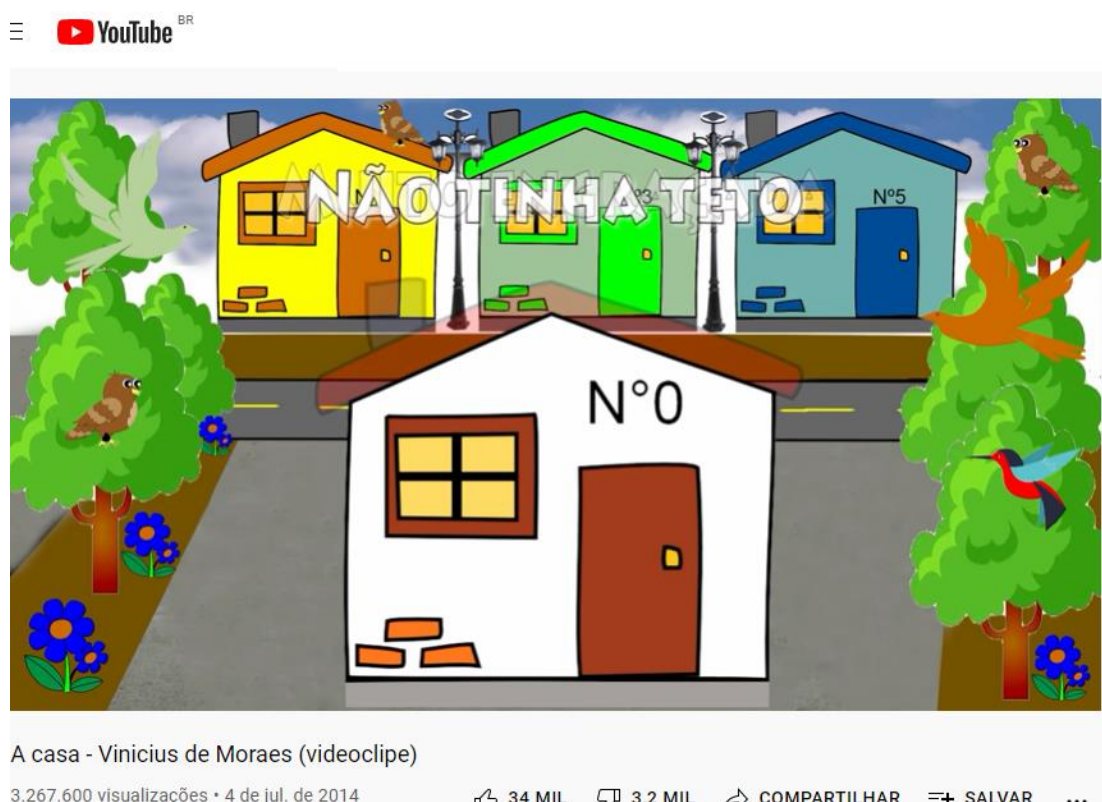 YouTube BR
NÃO TINHA TETO
Nº3
Nº5
N°0
A casa - Vinicius de Moraes (videoclipe)
3.267.600 visualizações • 4 de jul. de 2014 34 MIL 3,2 MIL COMPARTILHAR SALVAR ...